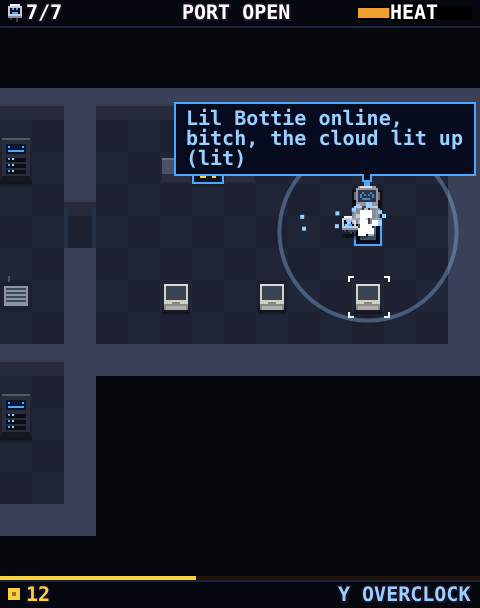 7/7 PORT OPEN HEAT
Lil Bottie online,
bitch, the cloud lit up
(lit)
12 Y OVERCLOCK